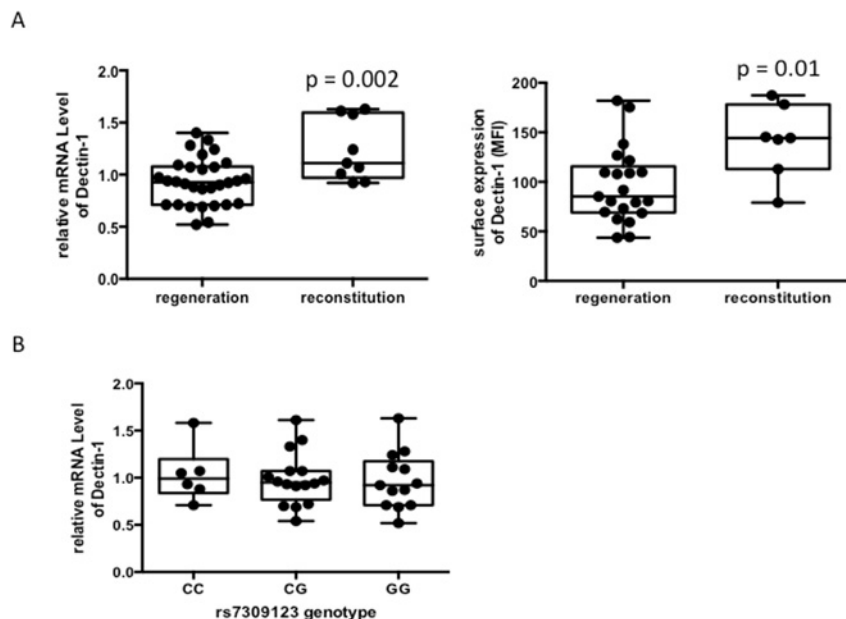 A
p = 0.002
relative mRNA Level
of Dectin-1
2.0
1.5
1.0
0.5
0.0
regeneration reconstitution
p = 0.01
surface expression
of Dectin-1 (MFI)
200
150
100
50
0
regeneration reconstitution
B
relative mRNA Level
of Dectin-1
2.0
1.5
1.0
0.5
0.0
CC CG GG
rs7309123 genotype